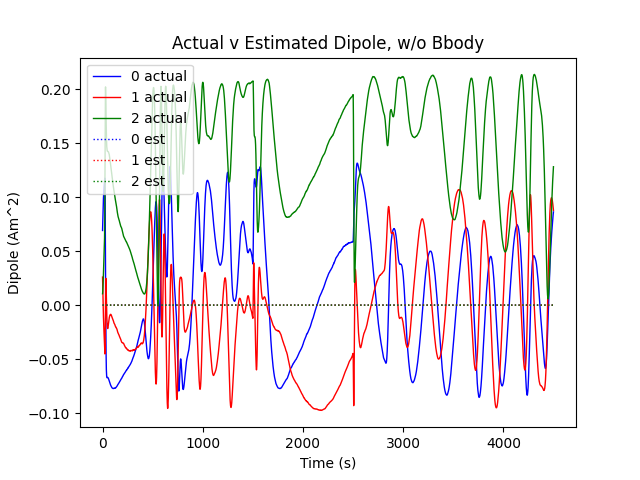 Actual v Estimated Dipole, w/o Bbody
0 actual
1 actual
2 actual
0 est
1 est
2 est
0.20
0.15
0.10
0.05
0.00
−0.05
−0.10
Dipole (Am^2)
0
1000
2000
3000
4000
Time (s)